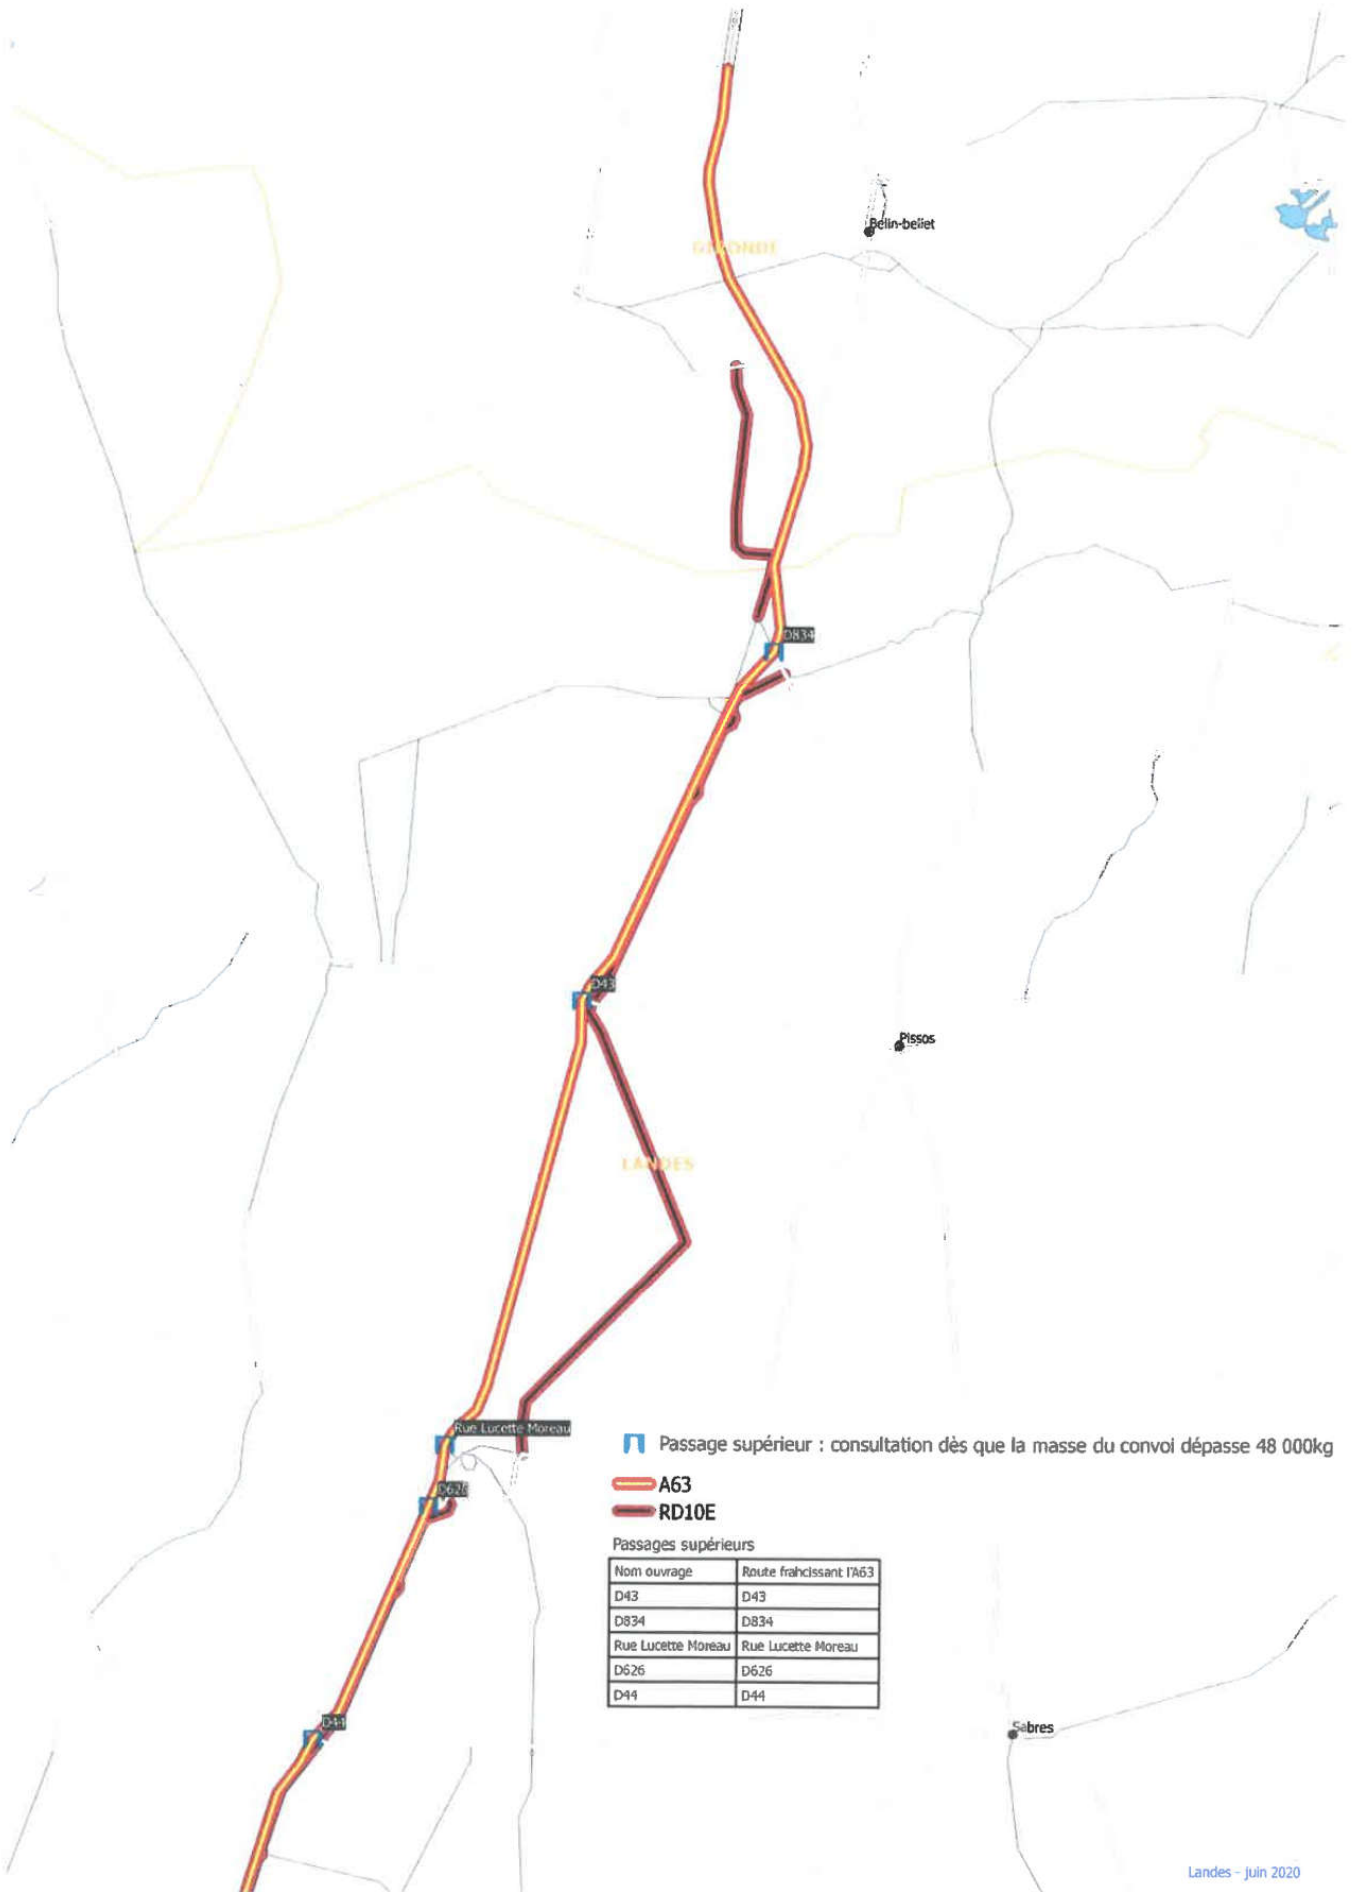 Belin-beliet
GIRONDE
D834
D43
Pissos
LANDES
Rue Lucette Moreau
Passage supérieur : consultation dès que la masse du convoi dépasse 48 000kg
A63
D626
RD10E
Passages supérieurs
Nom ouvrage Route frahcissant l'A63
D43 D43
D834 D834
Rue Lucette Moreau Rue Lucette Moreau
D626 D626
D44 D44
D44
Sabres
Landes - juin 2020